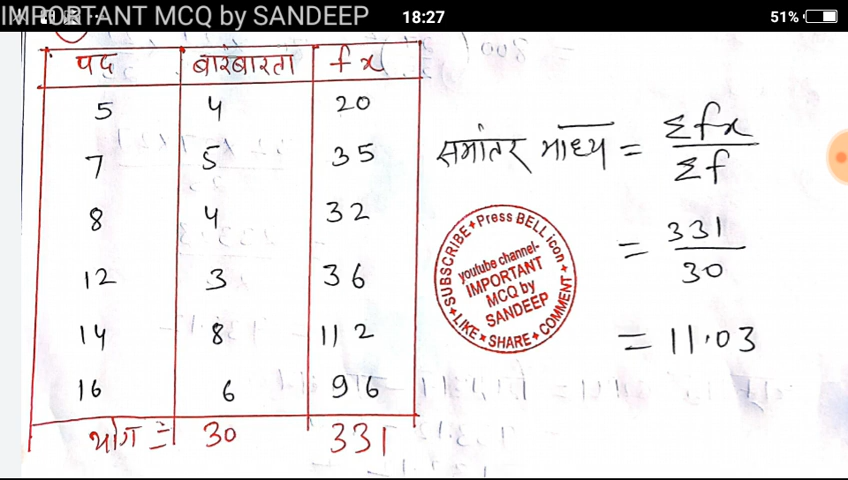 IMPORTANT MCQ by SANDEEP 18:27 51%
पद बारंबारता fx
5 4 20
7 5 35
8 4 32
12 3 36
14 8 112
16 6 96
योग = 30 331
समांतर माध्य = Σfx / Σf
= 331 / 30
= 11.03
SUBSCRIBE Press BELL icon
youtube channel-
IMPORTANT
MCQ by
SANDEEP
LIKE SHARE COMMENT